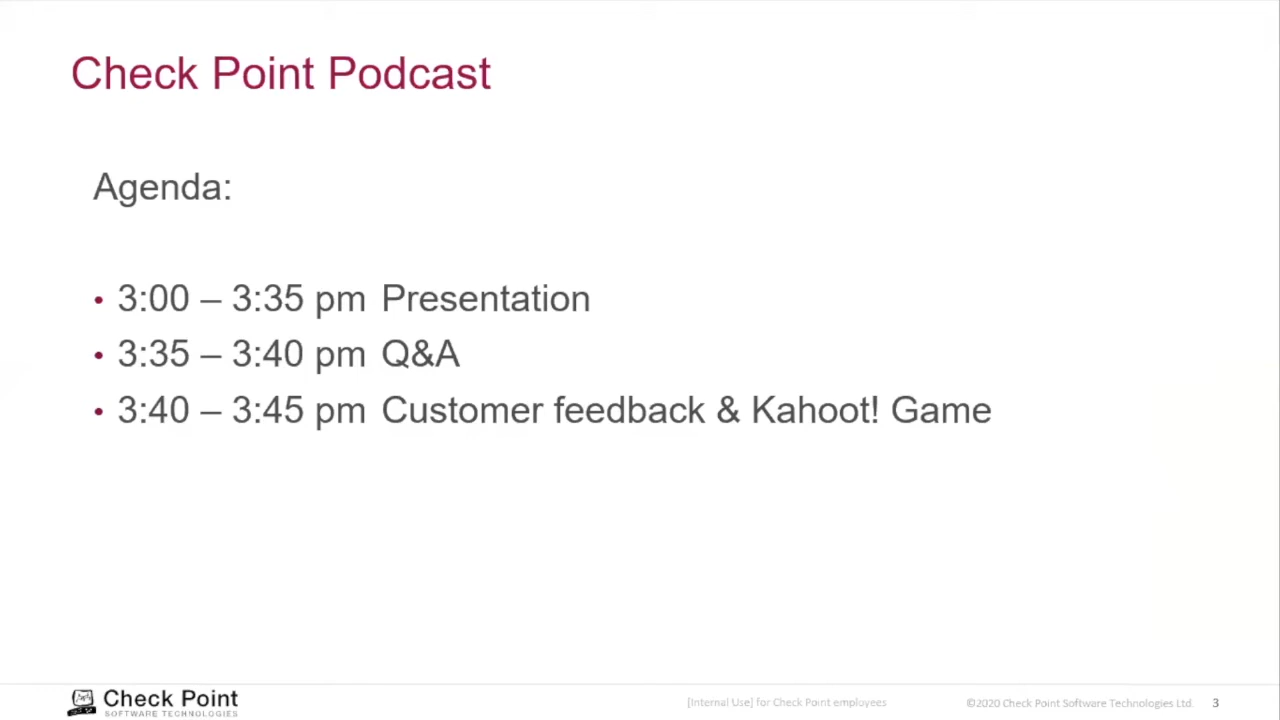 Check Point Podcast
Agenda:
• 3:00 – 3:35 pm Presentation
• 3:35 – 3:40 pm Q&A
• 3:40 – 3:45 pm Customer feedback & Kahoot! Game
Check Point
SOFTWARE TECHNOLOGIES
[Internal Use] for Check Point employees
©2020 Check Point Software Technologies Ltd.
3